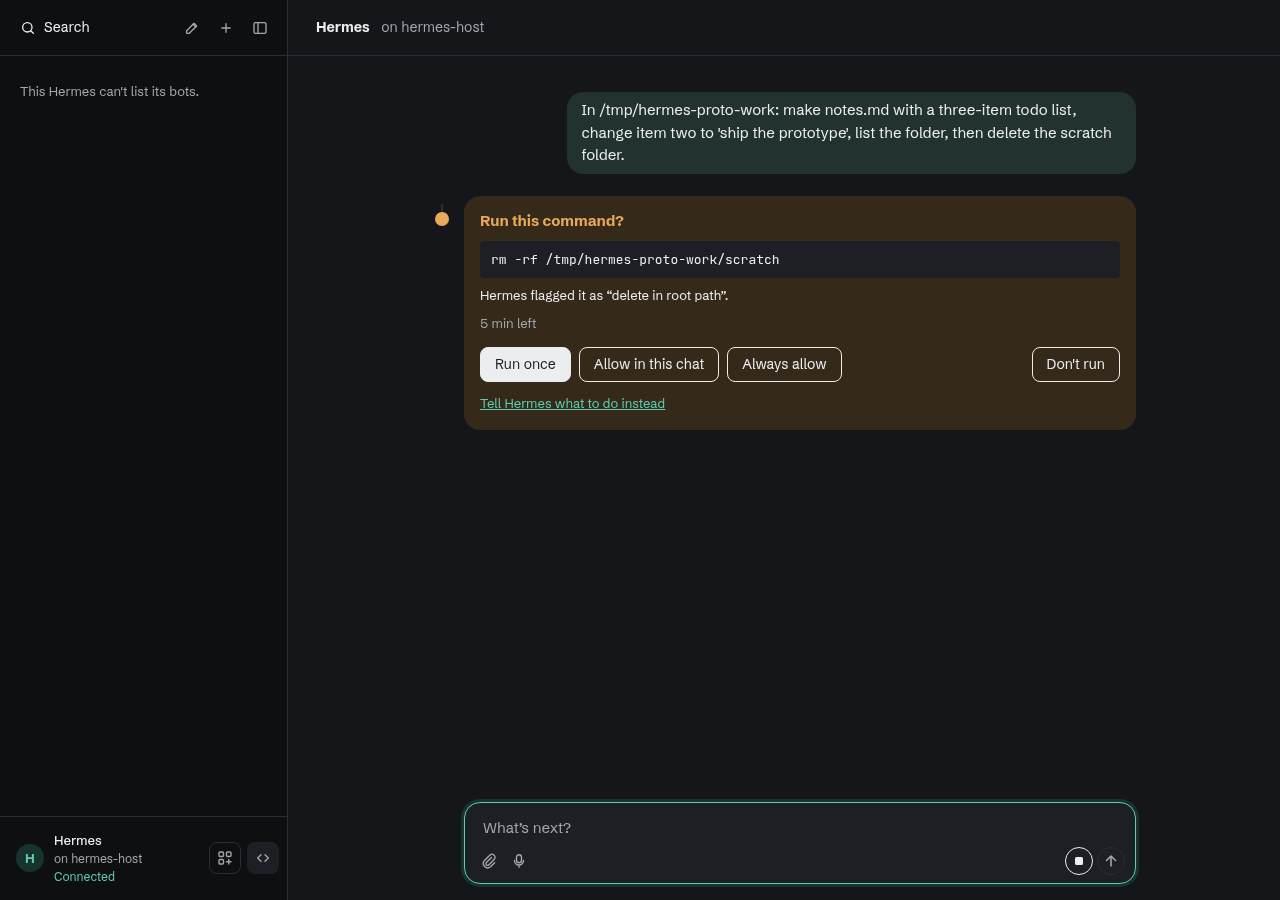 Search
Hermes on hermes-host
This Hermes can't list its bots.
In /tmp/hermes-proto-work: make notes.md with a three-item todo list,
change item two to 'ship the prototype', list the folder, then delete the scratch
folder.
Run this command?
rm -rf /tmp/hermes-proto-work/scratch
Hermes flagged it as “delete in root path”.
5 min left
Run once
Allow in this chat
Always allow
Don't run
Tell Hermes what to do instead
What's next?
H
Hermes
on hermes-host
Connected